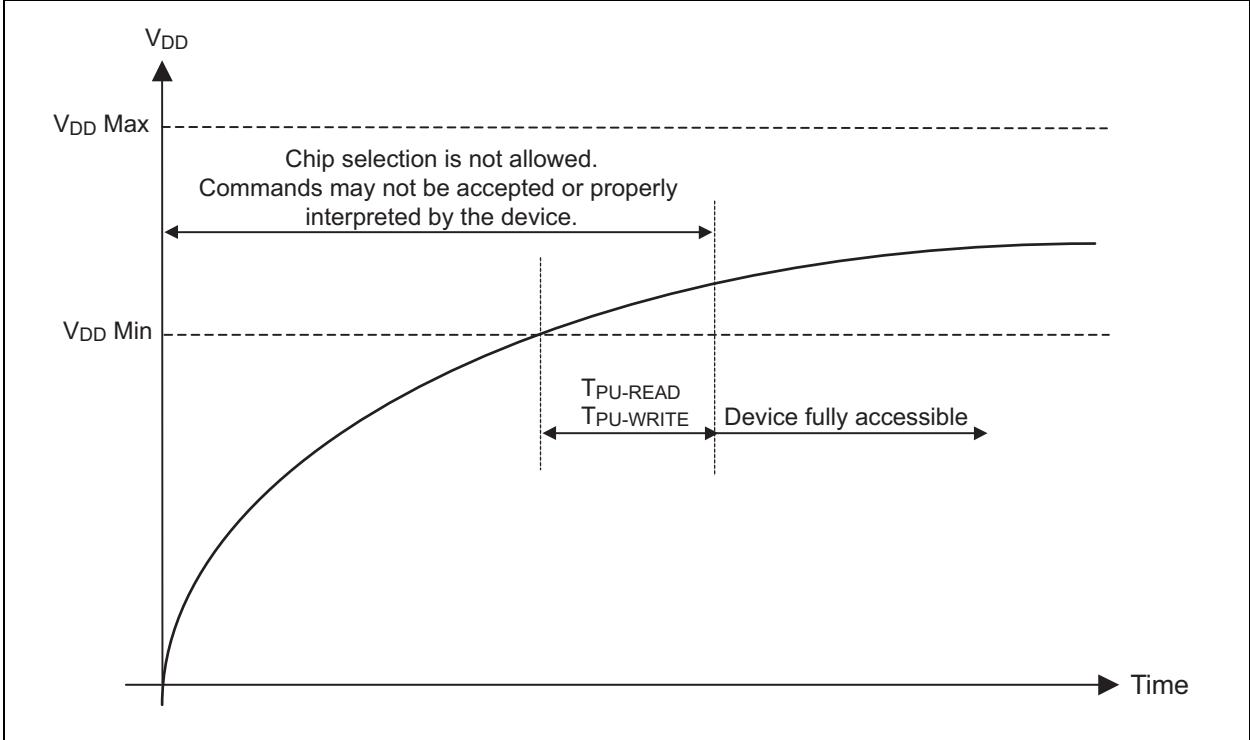 VDD
VDD Max
Chip selection is not allowed.
Commands may not be accepted or properly
interpreted by the device.
VDD Min
TPU-READ
TPU-WRITE
Device fully accessible
Time